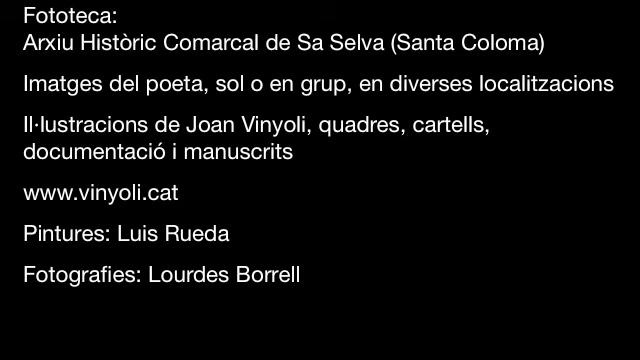 Fototeca:
Arxiu Històric Comarcal de Sa Selva (Santa Coloma)
Imatges del poeta, sol o en grup, en diverses localitzacions
Il·lustracions de Joan Vinyoli, quadres, cartells,
documentació i manuscrits
www.vinyoli.cat
Pintures: Luis Rueda
Fotografies: Lourdes Borrell